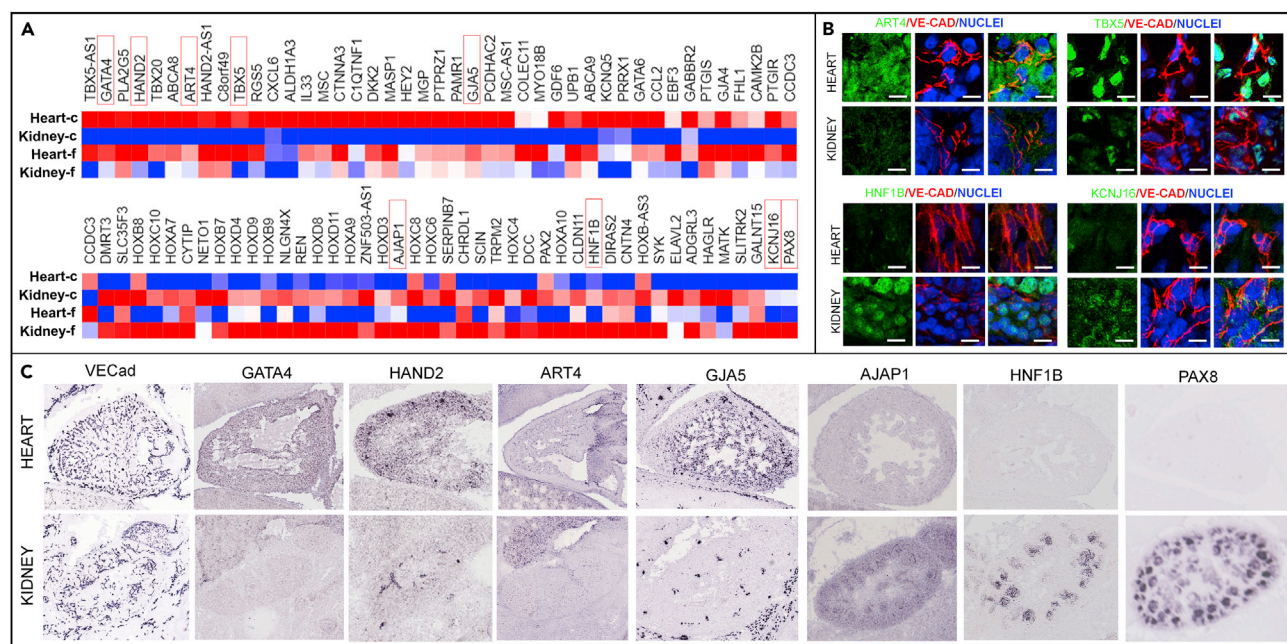 A
TBX5-AS1 GATA4 PLA2G5 HAND2 TBX20 ABCA8 ART4 HAND2-AS1 C8orf49 TBX5 RGS5 CXCL6 ALDH1A3 IL33 MSC CTNNA3 C1QTNF1 DKK2 MASP1 HEY2 MGP PTPRZ1 PAMR1 GJA5 PCDHAC2 MSC-AS1 COLEC11 MYO18B GDF6 UPB1 ABCA9 KCNQ5 PRRX1 GATA6 CCL2 EBF3 GABBR2 PTGIS GJA4 FHL1 CAMK2B PTGIR CCDC3
Heart-c
Kidney-c
Heart-f
Kidney-f
CCDC3 DMRT3 SLC35F3 HOXB8 HOXC10 HOXA7 CYTIP NETO1 HOXB7 HOXD4 HOXD9 HOXB9 NLGN4X REN HOXD8 HOXD11 HOXA9 ZNF503-AS1 HOXD3 AJAP1 HOXC8 HOXC6 SERPINB7 CHRDL1 SCIN TRPM2 HOXC4 DCC PAX2 HOXA10 CLDN11 HNF1B DIRAS2 CNTN4 HOXB-AS3 SYK ELAVL2 ADGRL3 HAGLR MATK SLITRK2 GALNT15 KCNJ16 PAX8
Heart-c
Kidney-c
Heart-f
Kidney-f
B
ART4/VE-CAD/NUCLEI TBX5/VE-CAD/NUCLEI
HEART
KIDNEY
HNF1B/VE-CAD/NUCLEI KCNJ16/VE-CAD/NUCLEI
HEART
KIDNEY
C
VECad GATA4 HAND2 ART4 GJA5 AJAP1 HNF1B PAX8
HEART
KIDNEY